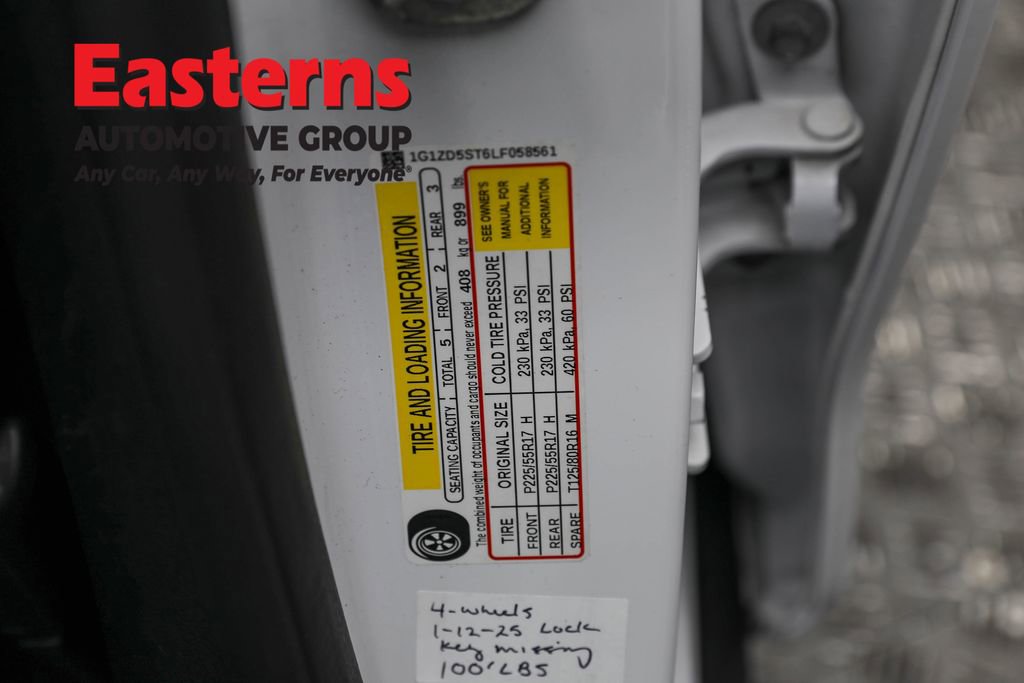 Easterns
AUTOMOTIVE GROUP
Any Car, Any Way, For Everyone®
1G1ZD5ST6LF058561
TIRE AND LOADING INFORMATION
SEATING CAPACITY TOTAL 5 FRONT 2 REAR 3
The combined weight of occupants and cargo should never exceed 408 kg or 899 lbs.
TIRE ORIGINAL SIZE COLD TIRE PRESSURE
FRONT P225/55R17 H 230 kPa, 33 PSI
REAR P225/55R17 H 230 kPa, 33 PSI
SPARE T125/80R16 M 420 kPa, 60 PSI
SEE OWNER'S
MANUAL FOR
ADDITIONAL
INFORMATION
4-wheels
1-12-25 Lock
key missing
100'LBS